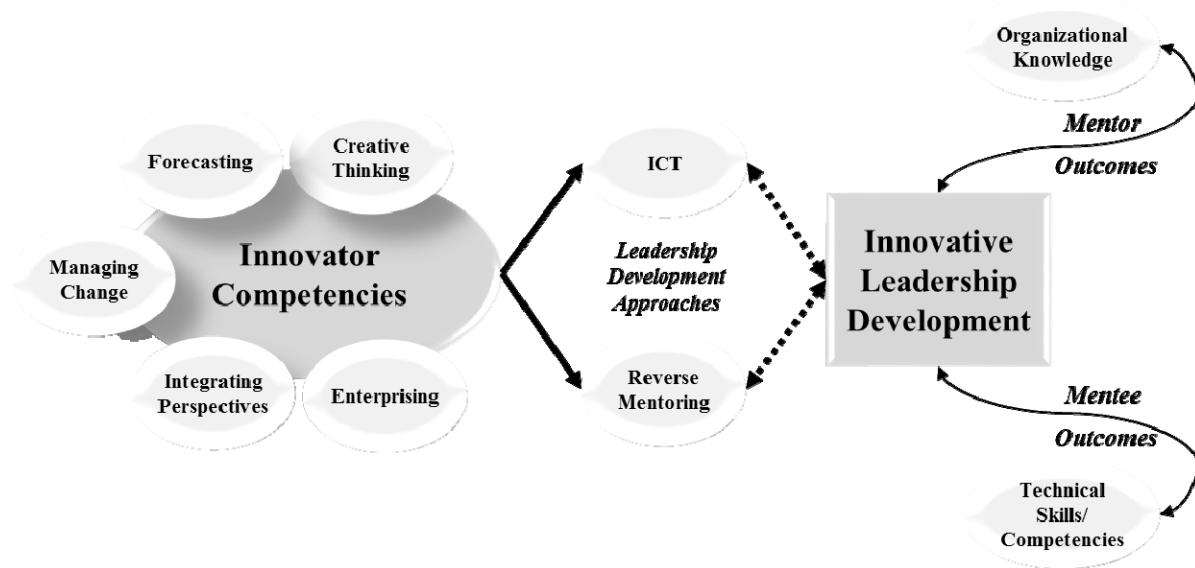 Forecasting
Creative
Thinking
Managing
Change
Innovator
Competencies
Integrating
Perspectives
Enterprising
ICT
Leadership
Development
Approaches
Reverse
Mentoring
Innovative
Leadership
Development
Organizational
Knowledge
Mentor
Outcomes
Mentee
Outcomes
Technical
Skills/
Competencies